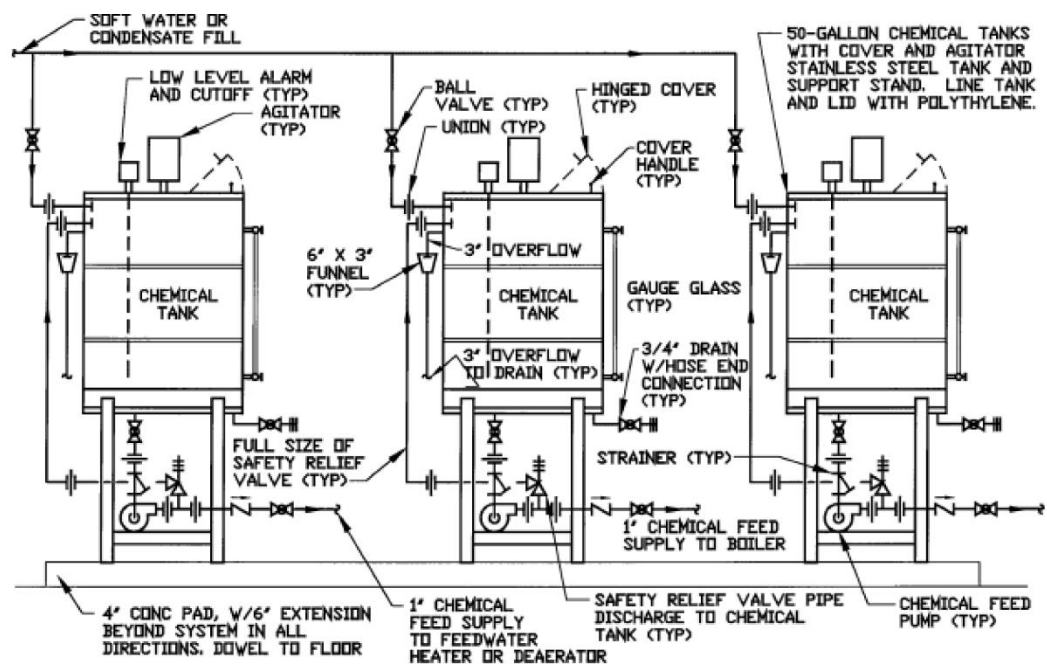 SOFT WATER OR
CONDENSATE FILL
LOW LEVEL ALARM
AND CUTOFF (TYP)
AGITATOR
(TYP)
BALL
VALVE (TYP)
UNION (TYP)
HINGED COVER (TYP)
COVER
HANDLE
(TYP)
50-GALLON CHEMICAL TANKS
WITH COVER AND AGITATOR
STAINLESS STEEL TANK AND
SUPPORT STAND. LINE TANK
AND LID WITH POLYETHYLENE.
6" X 3"
FUNNEL
(TYP)
3" OVERFLOW
CHEMICAL
TANK
CHEMICAL
TANK
GAUGE GLASS
(TYP)
CHEMICAL
TANK
3" OVERFLOW
TO DRAIN (TYP)
3/4" DRAIN
W/HOSE END
CONNECTION
(TYP)
FULL SIZE OF
SAFETY RELIEF
VALVE (TYP)
STRAINER (TYP)
1" CHEMICAL FEED
SUPPLY TO BOILER
4" CONC PAD, W/6" EXTENSION
BEYOND SYSTEM IN ALL
DIRECTIONS. DOWEL TO FLOOR
1" CHEMICAL
FEED SUPPLY
TO FEEDWATER
HEATER OR DEAERATOR
SAFETY RELIEF VALVE PIPE
DISCHARGE TO CHEMICAL
TANK (TYP)
CHEMICAL FEED
PUMP (TYP)